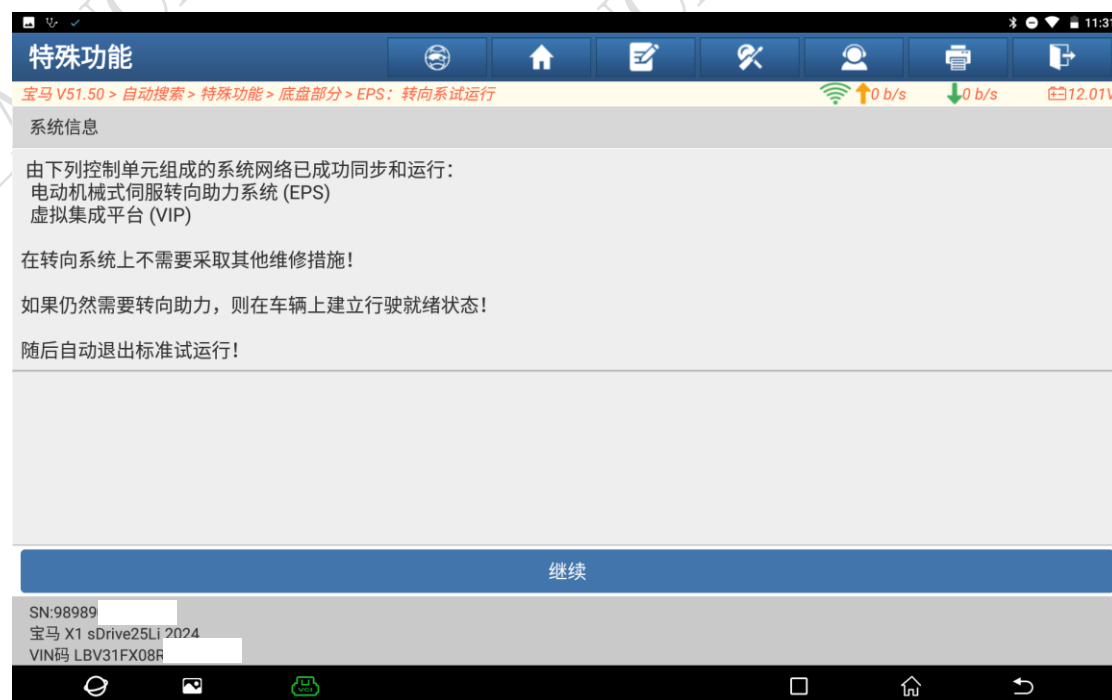 11:31
特殊功能
宝马 V51.50 > 自动搜索 > 特殊功能 > 底盘部分 > EPS：转向系试运行
0 b/s
0 b/s
12.01V
系统信息
由下列控制单元组成的系统网络已成功同步和运行：
电动机械式伺服转向助力系统 (EPS)
虚拟集成平台 (VIP)
在转向系统上不需要采取其他维修措施！
如果仍然需要转向助力，则在车辆上建立行驶就绪状态！
随后自动退出标准试运行！
继续
SN:98989
宝马 X1 sDrive25Li 2024
VIN码 LBV31FX08R
VCI